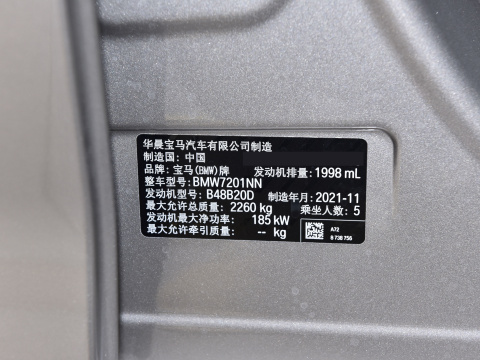 华晨宝马汽车有限公司制造
制造国: 中国
品牌: 宝马(BMW)牌 发动机排量: 1998 mL
整车型号: BMW7201NN
发动机型号: B48B20D 制造年月: 2021-11
最大允许总质量: 2260 kg 乘坐人数: 5
发动机最大净功率: 185 kW
最大允许牵引质量: -- kg
A72
8 738 756